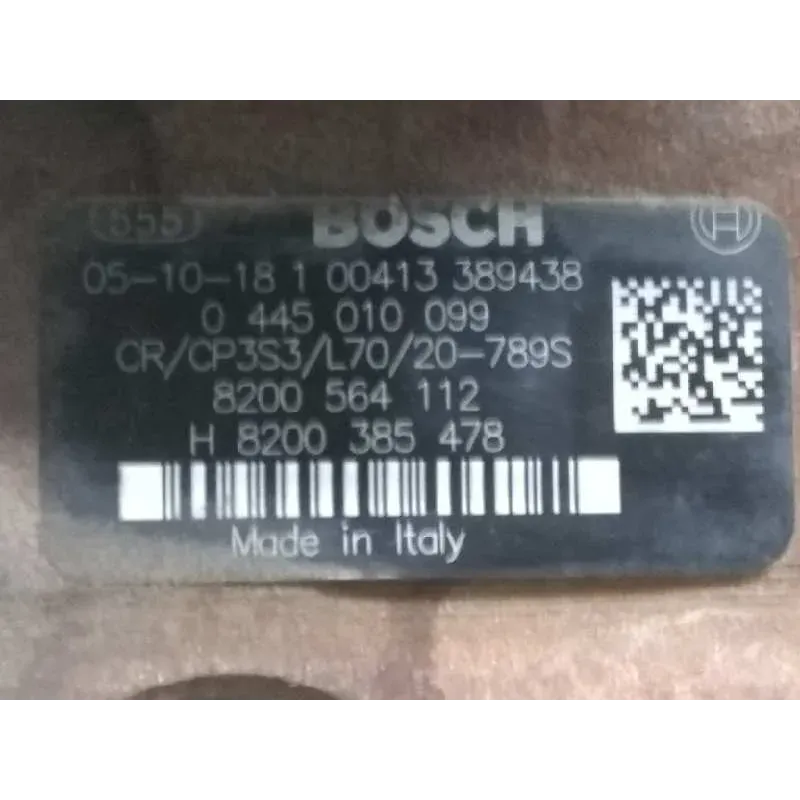 555 BOSCH
05-10-18 1 00413 389438
0 445 010 099
CR/CP3S3/L70/20-789S
8200 564 112
H 8200 385 478
Made in Italy